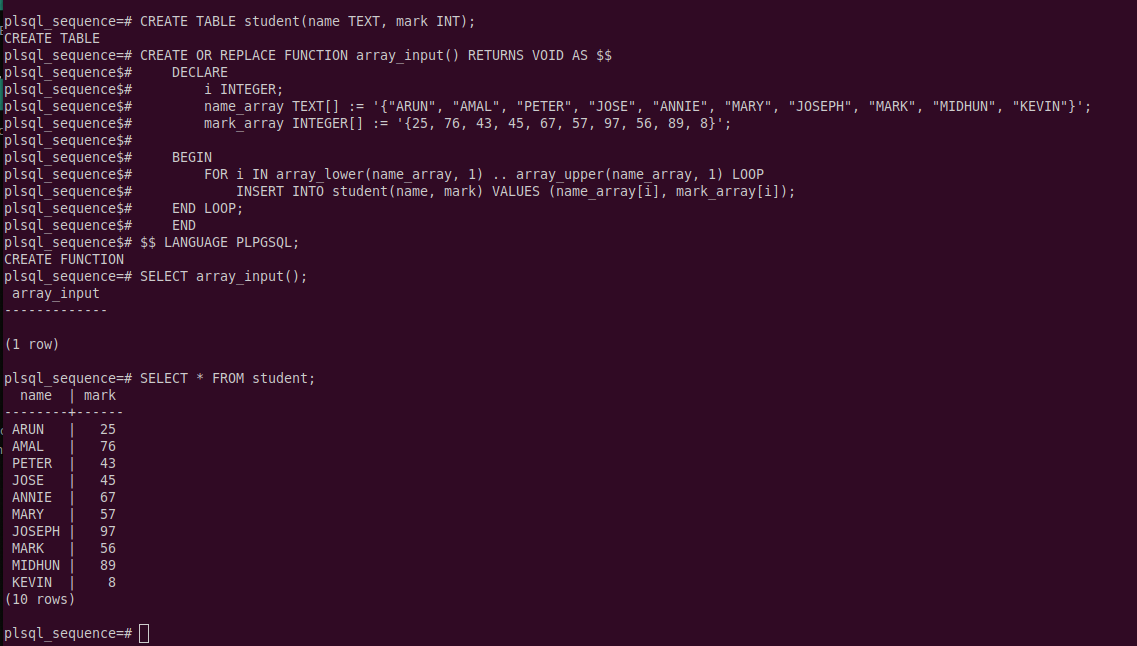 plsql_sequence=# CREATE TABLE student(name TEXT, mark INT);
CREATE TABLE
plsql_sequence=# CREATE OR REPLACE FUNCTION array_input() RETURNS VOID AS $$
plsql_sequence$#     DECLARE
plsql_sequence$#         i INTEGER;
plsql_sequence$#         name_array TEXT[] := '{"ARUN", "AMAL", "PETER", "JOSE", "ANNIE", "MARY", "JOSEPH", "MARK", "MIDHUN", "KEVIN"}';
plsql_sequence$#         mark_array INTEGER[] := '{25, 76, 43, 45, 67, 57, 97, 56, 89, 8}';
plsql_sequence$#
plsql_sequence$#     BEGIN
plsql_sequence$#         FOR i IN array_lower(name_array, 1) .. array_upper(name_array, 1) LOOP
plsql_sequence$#             INSERT INTO student(name, mark) VALUES (name_array[i], mark_array[i]);
plsql_sequence$#     END LOOP;
plsql_sequence$#     END
plsql_sequence$# $$ LANGUAGE PLPGSQL;
CREATE FUNCTION
plsql_sequence=# SELECT array_input();
 array_input
-------------

(1 row)

plsql_sequence=# SELECT * FROM student;
  name  | mark
--------+------
 ARUN   |   25
 AMAL   |   76
 PETER  |   43
 JOSE   |   45
 ANNIE  |   67
 MARY   |   57
 JOSEPH |   97
 MARK   |   56
 MIDHUN |   89
 KEVIN  |    8
(10 rows)

plsql_sequence=#